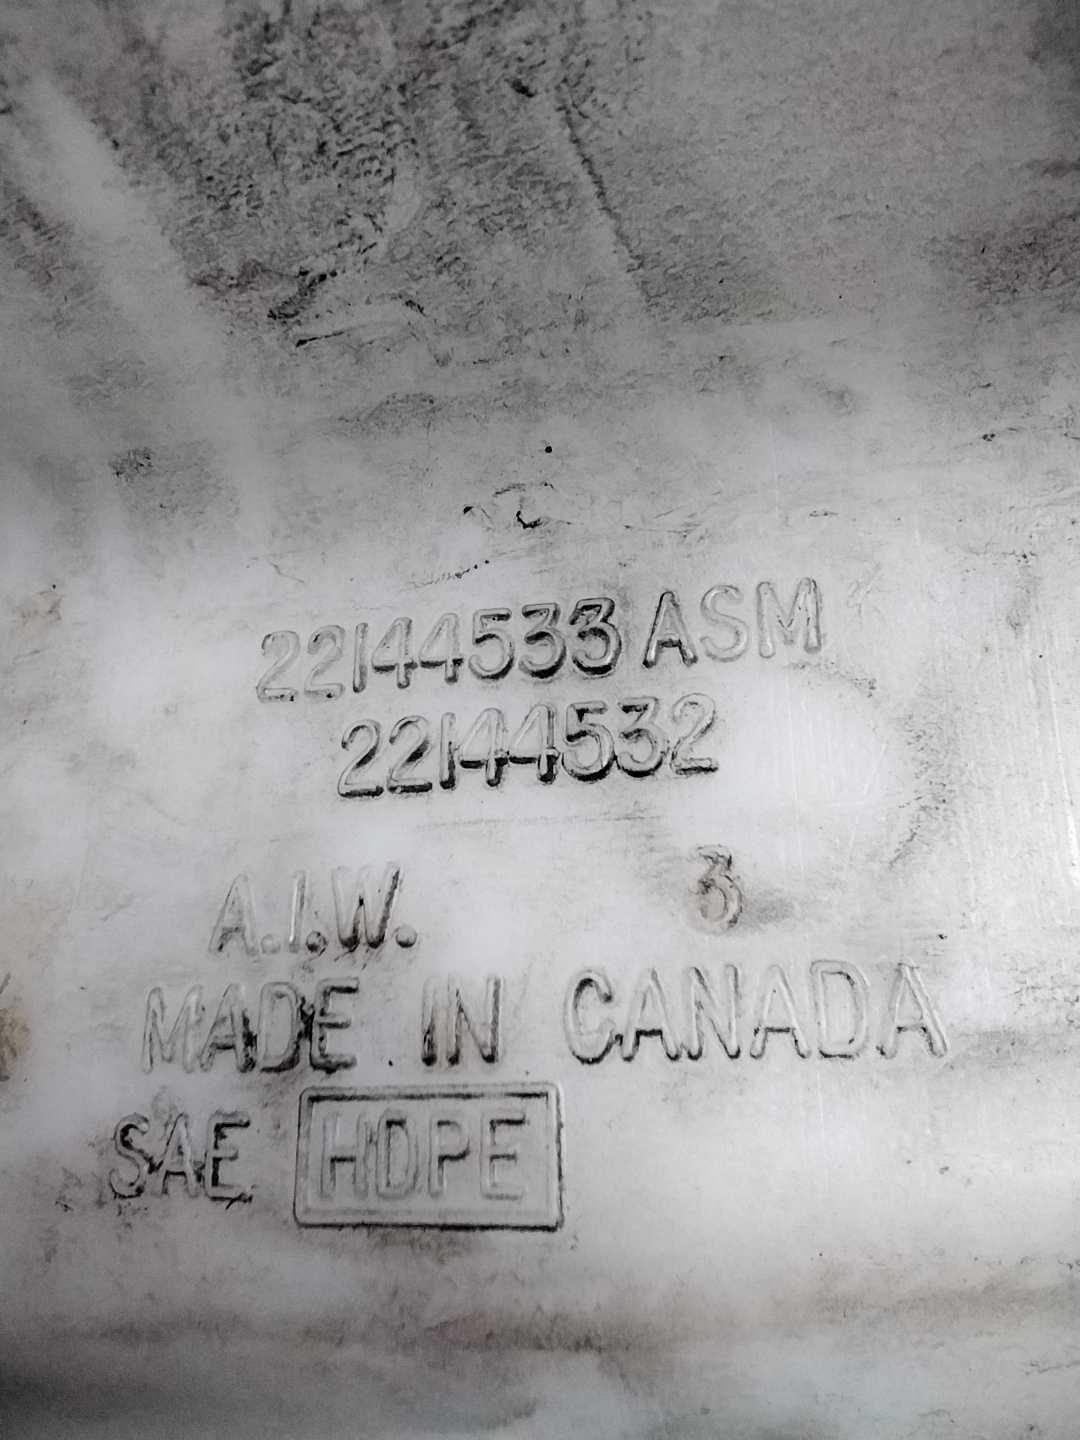 22144533 ASM
22144532
A.I.W. 3
MADE IN CANADA
SAE HDPE